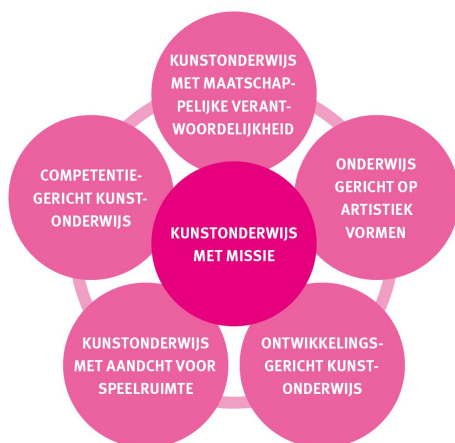 KUNSTONDERWIJS
MET MAATSCHAP-
PELIJKE VERANT-
WOORDELIJKHEID
COMPETENTIE-
GERICHT KUNST-
ONDERWIJS
ONDERWIJS
GERICHT OP
ARTISTIEK
VORMEN
KUNSTONDERWIJS
MET MISSIE
KUNSTONDERWIJS
MET AANDCHT VOOR
SPEELRUIMTE
ONTWIKKELINGS-
GERICHT KUNST-
ONDERWIJS